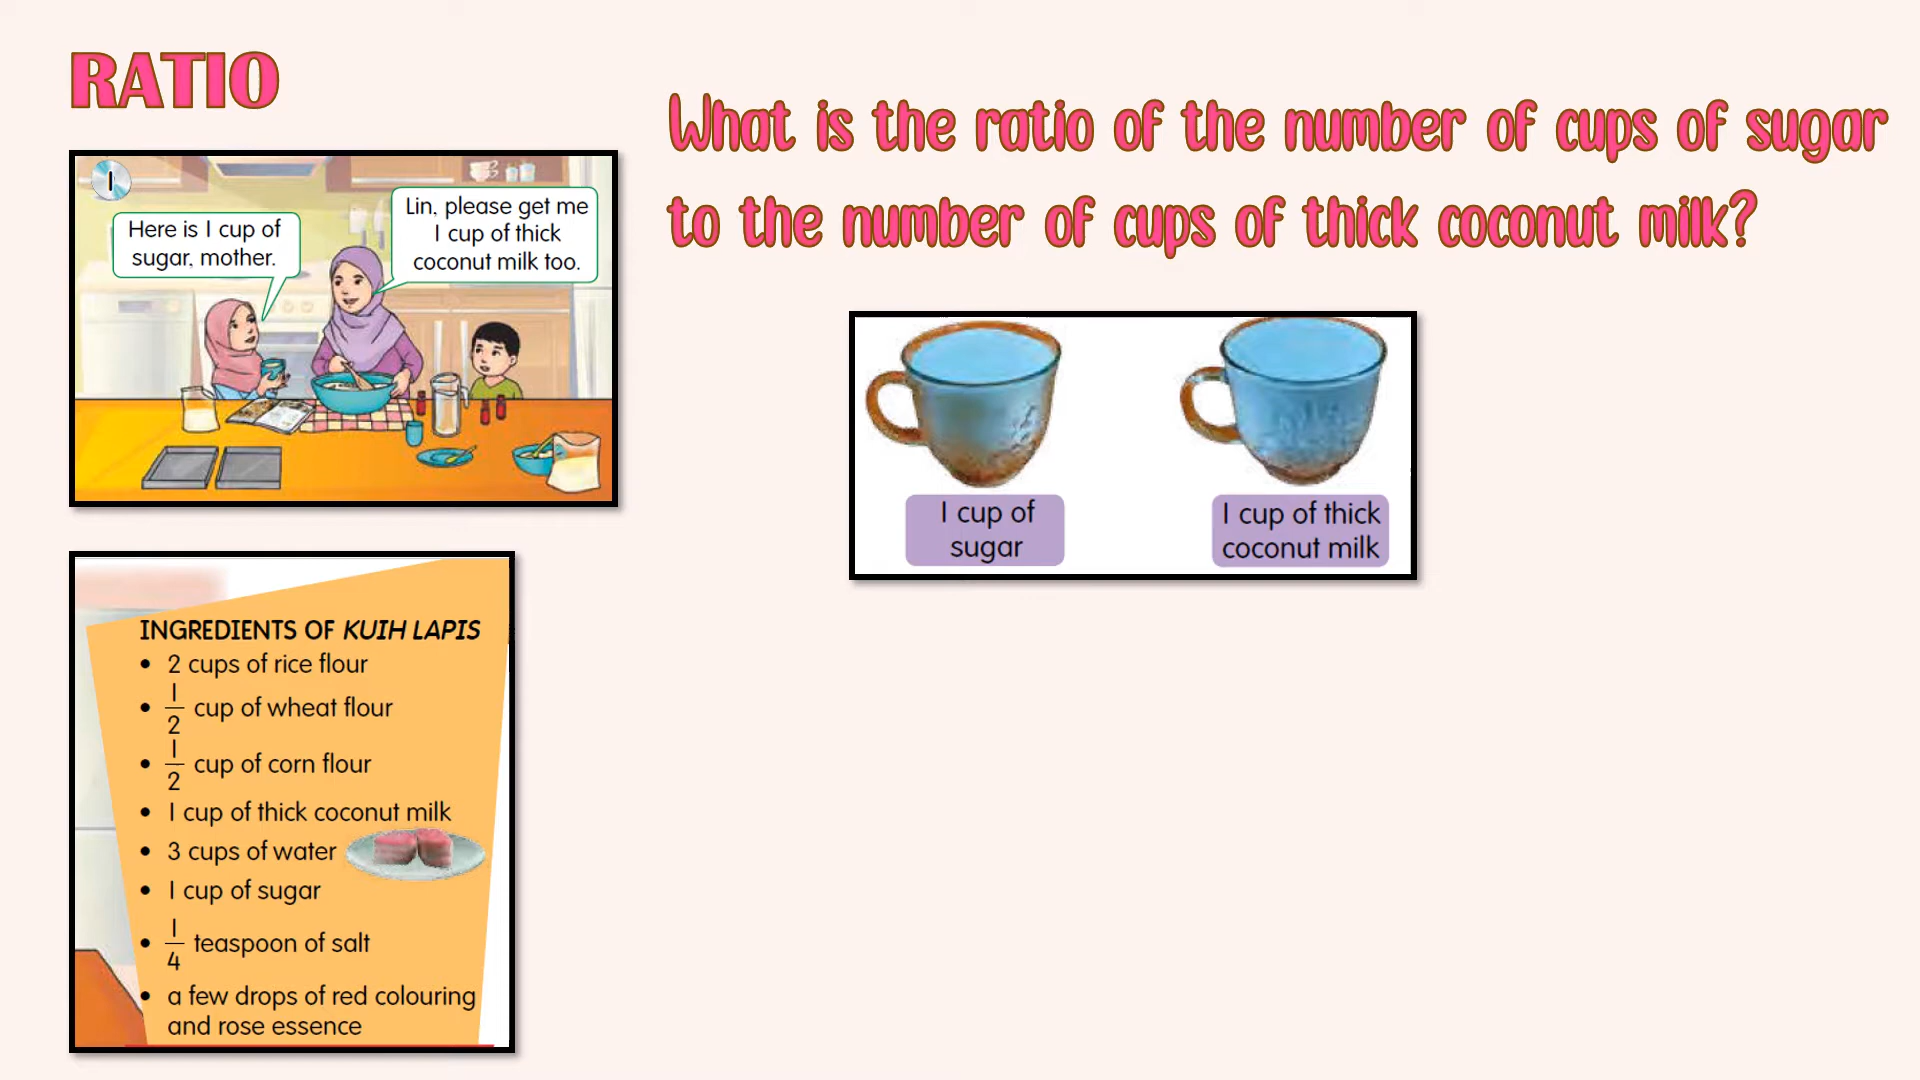 RATIO
What is the ratio of the number of cups of sugar
to the number of cups of thick coconut milk?
1
Here is 1 cup of
sugar, mother.
Lin, please get me
1 cup of thick
coconut milk too.
1 cup of
sugar
1 cup of thick
coconut milk
INGREDIENTS OF KUIH LAPIS
• 2 cups of rice flour
• 1/2 cup of wheat flour
• 1/2 cup of corn flour
• 1 cup of thick coconut milk
• 3 cups of water
• 1 cup of sugar
• 1/4 teaspoon of salt
• a few drops of red colouring
and rose essence